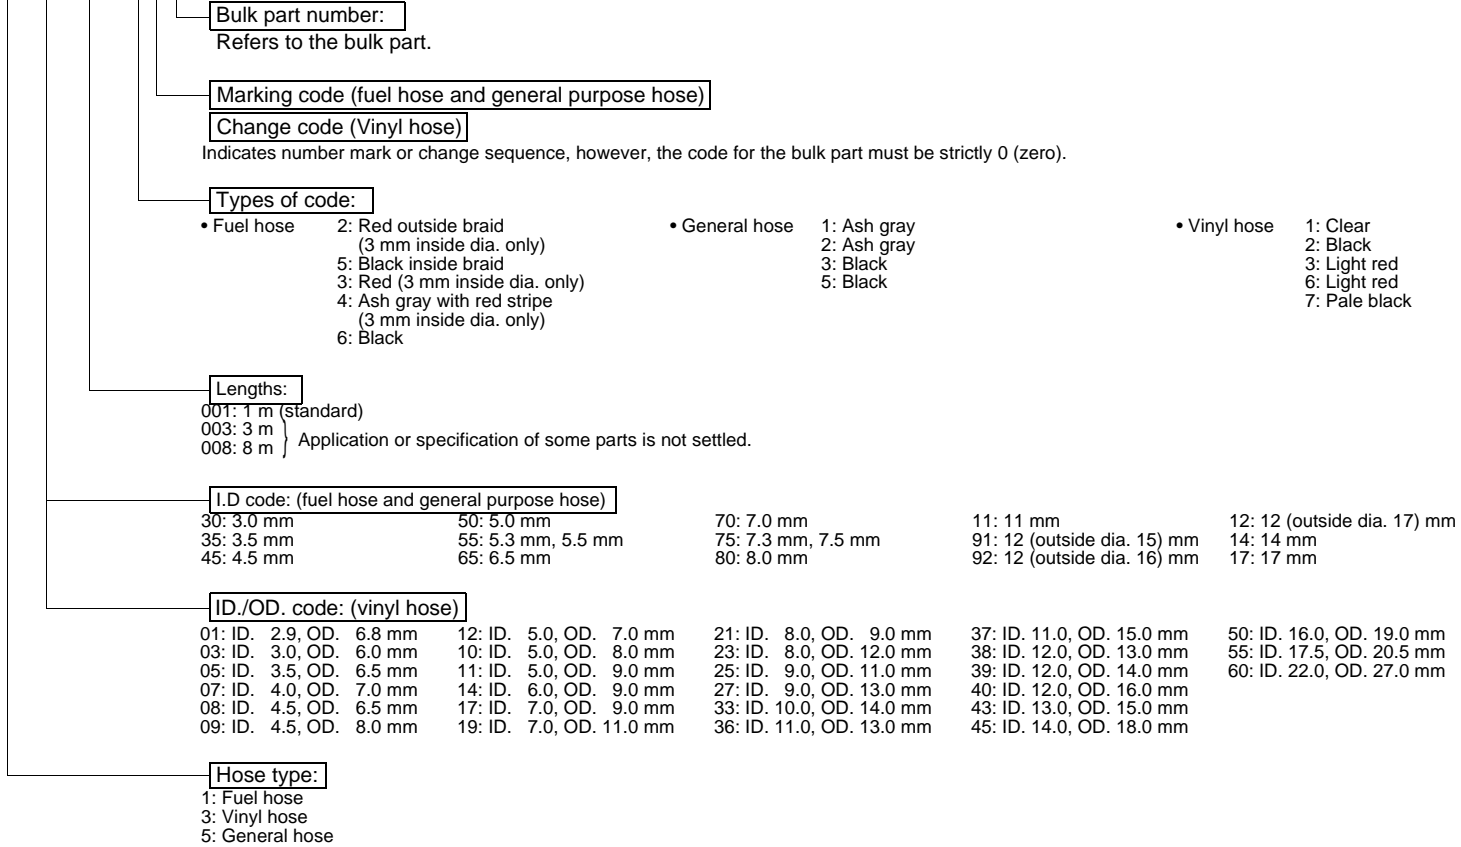 Bulk part number:
Refers to the bulk part.
Marking code (fuel hose and general purpose hose)
Change code (Vinyl hose)
Indicates number mark or change sequence, however, the code for the bulk part must be strictly 0 (zero).
Types of code:
• Fuel hose
2: Red outside braid
(3 mm inside dia. only)
5: Black inside braid
3: Red (3 mm inside dia. only)
4: Ash gray with red stripe
(3 mm inside dia. only)
6: Black
• General hose
1: Ash gray
2: Ash gray
3: Black
5: Black
• Vinyl hose
1: Clear
2: Black
3: Light red
6: Light red
7: Pale black
Lengths:
001: 1 m (standard)
003: 3 m
008: 8 m
Application or specification of some parts is not settled.
I.D code: (fuel hose and general purpose hose)
30: 3.0 mm 50: 5.0 mm 70: 7.0 mm 11: 11 mm 12: 12 (outside dia. 17) mm
35: 3.5 mm 55: 5.3 mm, 5.5 mm 75: 7.3 mm, 7.5 mm 91: 12 (outside dia. 15) mm 14: 14 mm
45: 4.5 mm 65: 6.5 mm 80: 8.0 mm 92: 12 (outside dia. 16) mm 17: 17 mm
ID./OD. code: (vinyl hose)
01: ID. 2.9, OD. 6.8 mm 12: ID. 5.0, OD. 7.0 mm 21: ID. 8.0, OD. 9.0 mm 37: ID. 11.0, OD. 15.0 mm 50: ID. 16.0, OD. 19.0 mm
03: ID. 3.0, OD. 6.0 mm 10: ID. 5.0, OD. 8.0 mm 23: ID. 8.0, OD. 12.0 mm 38: ID. 12.0, OD. 13.0 mm 55: ID. 17.5, OD. 20.5 mm
05: ID. 3.5, OD. 6.5 mm 11: ID. 5.0, OD. 9.0 mm 25: ID. 9.0, OD. 11.0 mm 39: ID. 12.0, OD. 14.0 mm 60: ID. 22.0, OD. 27.0 mm
07: ID. 4.0, OD. 7.0 mm 14: ID. 6.0, OD. 9.0 mm 27: ID. 9.0, OD. 13.0 mm 40: ID. 12.0, OD. 16.0 mm
08: ID. 4.5, OD. 6.5 mm 17: ID. 7.0, OD. 9.0 mm 33: ID. 10.0, OD. 14.0 mm 43: ID. 13.0, OD. 15.0 mm
09: ID. 4.5, OD. 8.0 mm 19: ID. 7.0, OD. 11.0 mm 36: ID. 11.0, OD. 13.0 mm 45: ID. 14.0, OD. 18.0 mm
Hose type:
1: Fuel hose
3: Vinyl hose
5: General hose